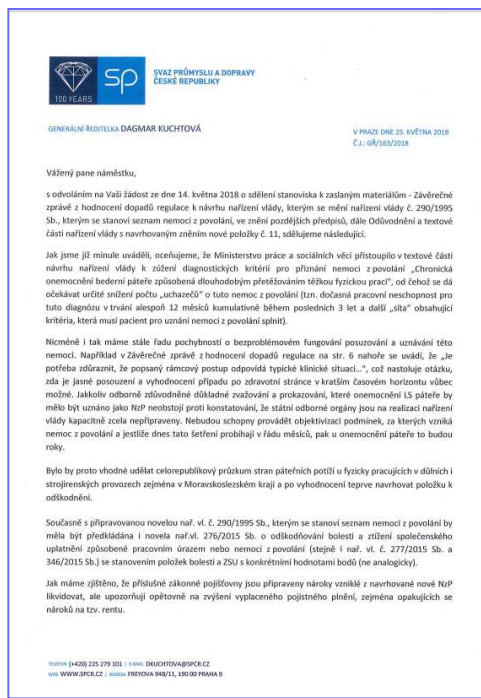 100 YEARS
SP
SVAZ PRŮMYSLU A DOPRAVY
ČESKÉ REPUBLIKY
GENERÁLNÍ ŘEDITELKA DAGMAR KUCHTOVÁ
V PRAZE DNE 25. KVĚTNA 2018
Č.J.: GŘ/163/2018
Vážený pane náměstku,
s odvoláním na Vaši žádost ze dne 14. května 2018 o sdělení stanoviska k zaslaným materiálům - Závěrečné
zprávě z hodnocení dopadů regulace k návrhu nařízení vlády, kterým se mění nařízení vlády č. 290/1995
Sb., kterým se stanoví seznam nemocí z povolání, ve znění pozdějších předpisů, dále Odůvodnění a textové
části nařízení vlády s navrhovaným zněním nové položky č. 11, sdělujeme následující.
Jak jsme již minule uváděli, oceňujeme, že Ministerstvo práce a sociálních věcí přistoupilo v textové části
návrhu nařízení vlády k zúžení diagnostických kritérií pro přiznání nemoci z povolání „Chronická
onemocnění bederní páteře způsobená dlouhodobým přetěžováním těžkou fyzickou prací", od čehož se dá
očekávat určité snížení počtu „uchazečů" o tuto nemoc z povolání (tzn. dočasná pracovní neschopnost pro
tuto diagnózu v trvání alespoň 12 měsíců kumulativně během posledních 3 let a další „síta" obsahující
kritéria, která musí pacient pro uznání nemoci z povolání splnit).
Nicméně i tak máme stále řadu pochybností o bezproblémovém fungování posuzování a uznávání této
nemoci. Například v Závěrečné zprávě z hodnocení dopadů regulace na str. 6 nahoře se uvádí, že „Je
potřeba zdůraznit, že popsaný rámcový postup odpovídá typické klinické situaci…", což nastoluje otázku,
zda je jasné posouzení a vyhodnocení případu po zdravotní stránce v kratším časovém horizontu vůbec
možné. Jakkoliv odborně zdůvodněné důkladné zvažování a prokazování, které onemocnění LS páteře by
mělo být uznáno jako NzP neobstojí proti konstatování, že státní odborné orgány jsou na realizaci nařízení
vlády kapacitně zcela nepřipraveny. Nebudou schopny provádět objektivizaci podmínek, za kterých vzniká
nemoc z povolání a jestliže dnes tato šetření probíhají v řádu měsíců, pak u onemocnění páteře to budou
roky.
Bylo by proto vhodné udělat celorepublikový průzkum stran páteřních potíží u fyzicky pracujících v důlních i
strojírenských provozech zejména v Moravskoslezském kraji a po vyhodnocení teprve navrhovat položku k
odškodnění.
Současně s připravovanou novelou nař. vl. č. 290/1995 Sb., kterým se stanoví seznam nemocí z povolání by
měla být předkládána i novela nař.vl. 276/2015 Sb. o odškodňování bolesti a ztížení společenského
uplatnění způsobené pracovním úrazem nebo nemocí z povolání (stejně i nař. vl. č. 277/2015 Sb. a
346/2015 Sb.) se stanovením položek bolesti a ZSU s konkrétními hodnotami bodů (ne analogicky).
Jak máme zjištěno, že příslušné zákonné pojišťovny jsou připraveny nároky vzniklé z navrhované nové NzP
likvidovat, ale upozorňují opětovně na zvýšení vyplaceného pojistného plnění, zejména opakujících se
nároků na tzv. rentu.
TELEFON (+420) 225 279 101 | E-MAIL DKUCHTOVA@SPCR.CZ
WEB WWW.SPCR.CZ | ADRESA FREYOVA 948/11, 190 00 PRAHA 9